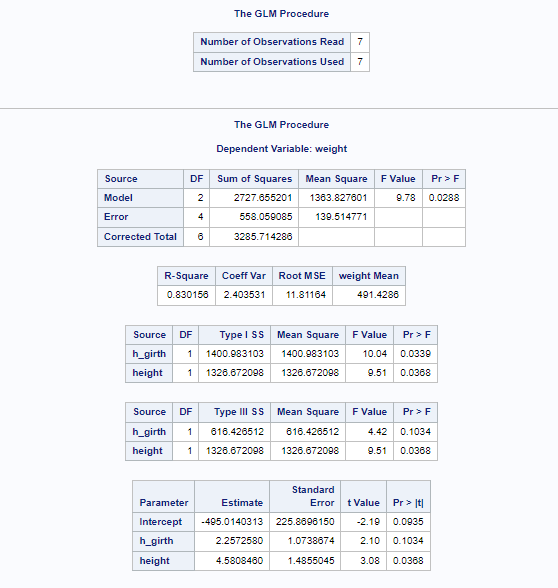 The GLM Procedure
Number of Observations Read 7
Number of Observations Used 7
The GLM Procedure
Dependent Variable: weight
Source DF Sum of Squares Mean Square F Value Pr > F
Model 2 2727.655201 1363.827601 9.78 0.0288
Error 4 558.059085 139.514771
Corrected Total 6 3285.714286
R-Square Coeff Var Root MSE weight Mean
0.830156 2.403531 11.81164 491.4286
Source DF Type I SS Mean Square F Value Pr > F
h_girth 1 1400.983103 1400.983103 10.04 0.0339
height 1 1326.672098 1326.672098 9.51 0.0368
Source DF Type III SS Mean Square F Value Pr > F
h_girth 1 616.426512 616.426512 4.42 0.1034
height 1 1326.672098 1326.672098 9.51 0.0368
Parameter Estimate Standard Error t Value Pr > |t|
Intercept -495.0140313 225.8696150 -2.19 0.0935
h_girth 2.2572580 1.0738674 2.10 0.1034
height 4.5808460 1.4855045 3.08 0.0368